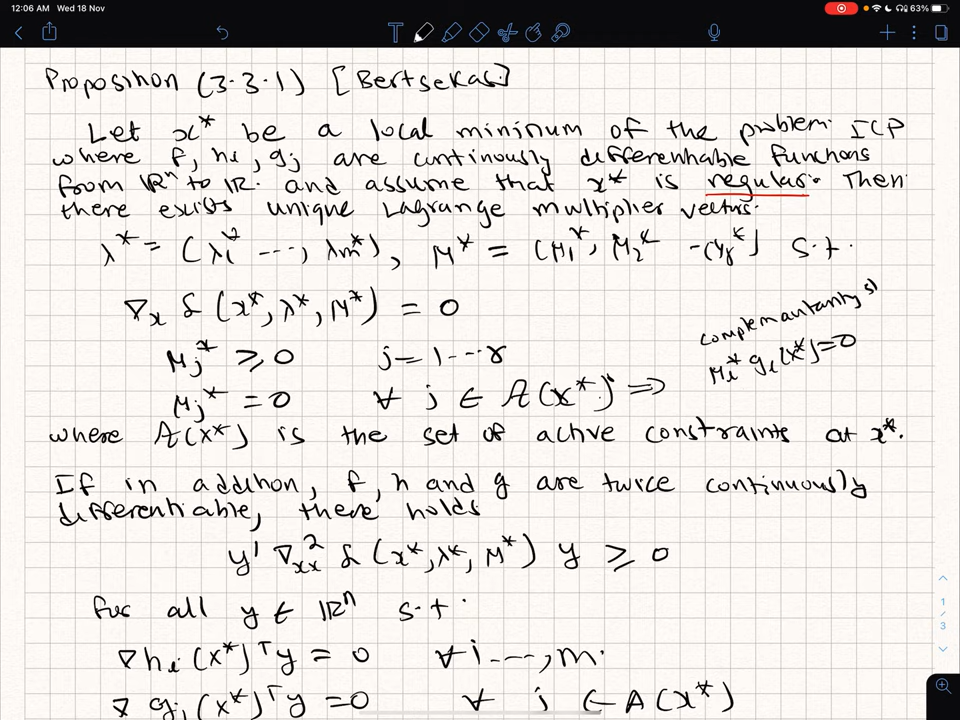 12:06 AM Wed 18 Nov
63%
Proposition (3.3.1) [Bertsekas]
Let x* be a local minimum of the problem ICP
where f, hi, gj are continously differentiable functions
from ℝⁿ to ℝ. and assume that x* is regular. Then
there exists unique Lagrange multiplier vectors.
λ* = (λ1* ..., λm*), μ* = (μ1*, μ2* -- μr*) s.t.
∇x L (x*, λ*, μ*) = 0
complemantarity sl
μj* ≥ 0 j=1...r
μi* gi(x*)=0
μj* = 0 ∀ j ∈ A(x*) ⇒
where A(x*) is the set of active constraints at x*.
If in addition, f, h and g are twice continuously
differentiable, there holds
y' ∇²xx L (x*, λ*, μ*) y ≥ 0
for all y ∈ ℝⁿ s.t.
∇hi (x*)ᵀy = 0 ∀ i...., m.
∇ gj (x*)ᵀy = 0 ∀ j ∈ A(x*)
1
3